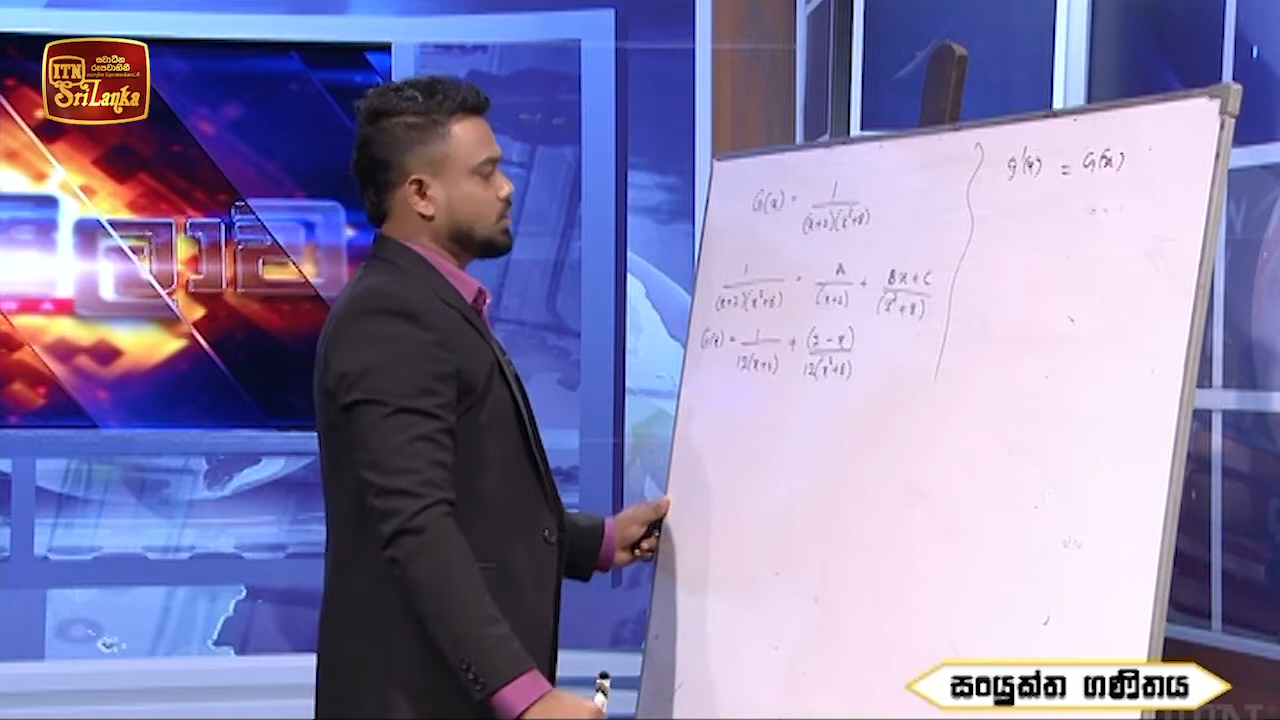 ස්වාධීන
රූපවාහිනී
ITN
Sri Lanka
ලාව
G(x) = 1/((x+2)(x²+8))
1/((x+2)(x²+8)) = A/(x+2) + (Bx+C)/(x²+8)
G(x) = 1/(12(x+2)) + (2-x)/(12(x²+8))
g'(x) = G(x)
සංයුක්ත ගණිතය